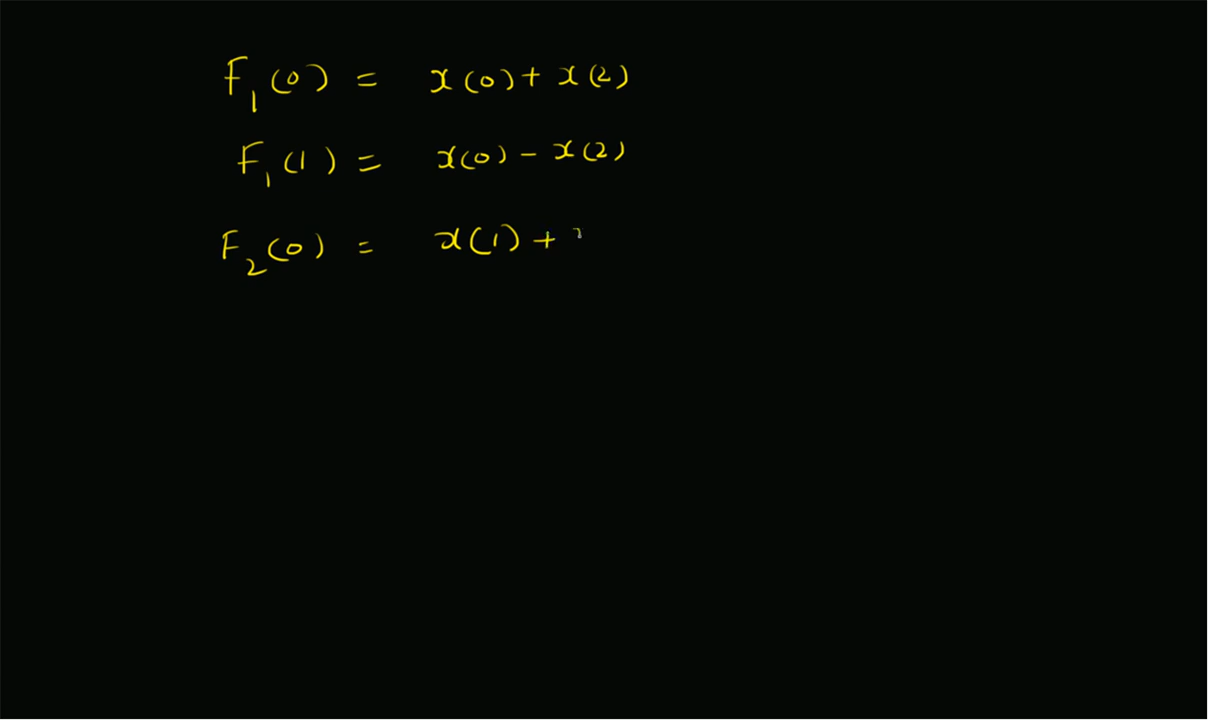 F₁(0) = x(0) + x(2)
F₁(1) = x(0) - x(2)
F₂(0) = x(1) +